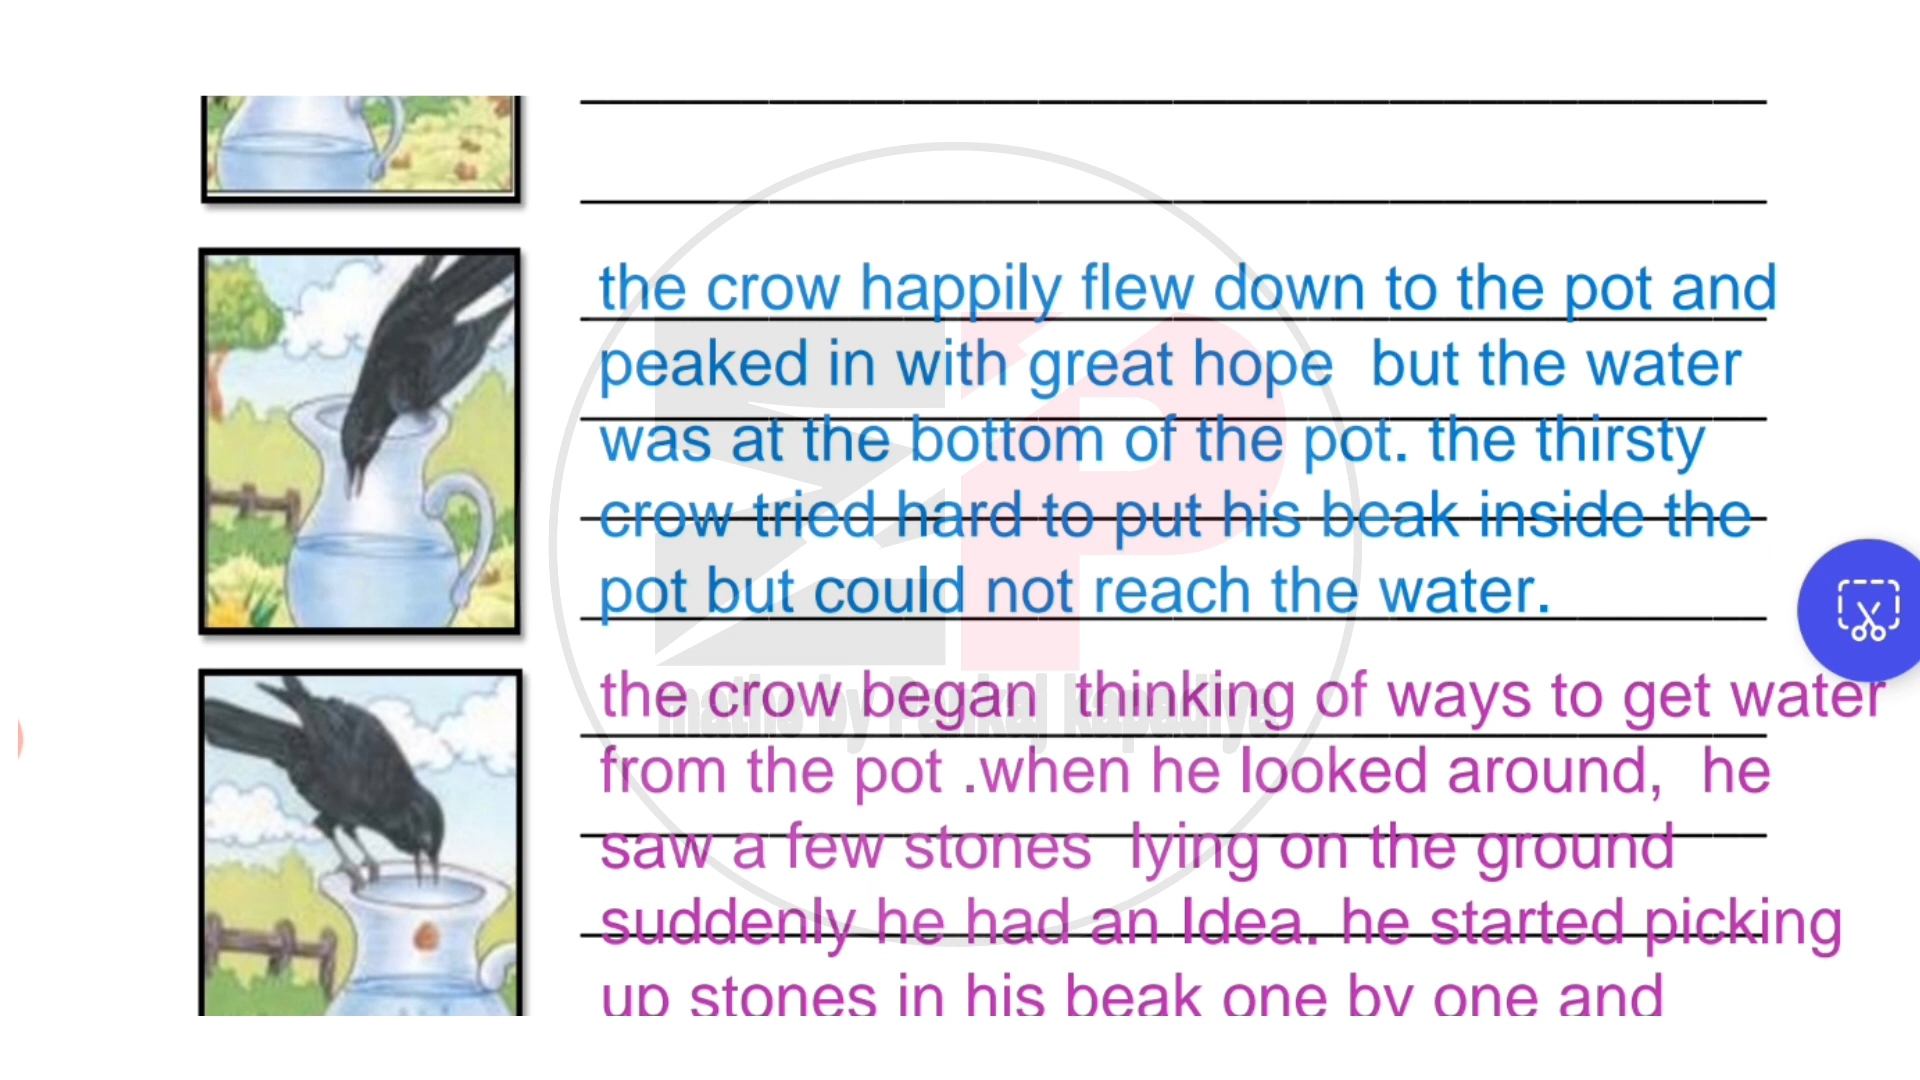 the crow happily flew down to the pot and
peaked in with great hope  but the water
was at the bottom of the pot. the thirsty
crow tried hard to put his beak inside the
pot but could not reach the water.
the crow began  thinking of ways to get water
from the pot .when he looked around,  he
saw a few stones  lying on the ground
suddenly he had an Idea. he started picking
up stones in his beak one by one and
maths by Pankaj kapadiya